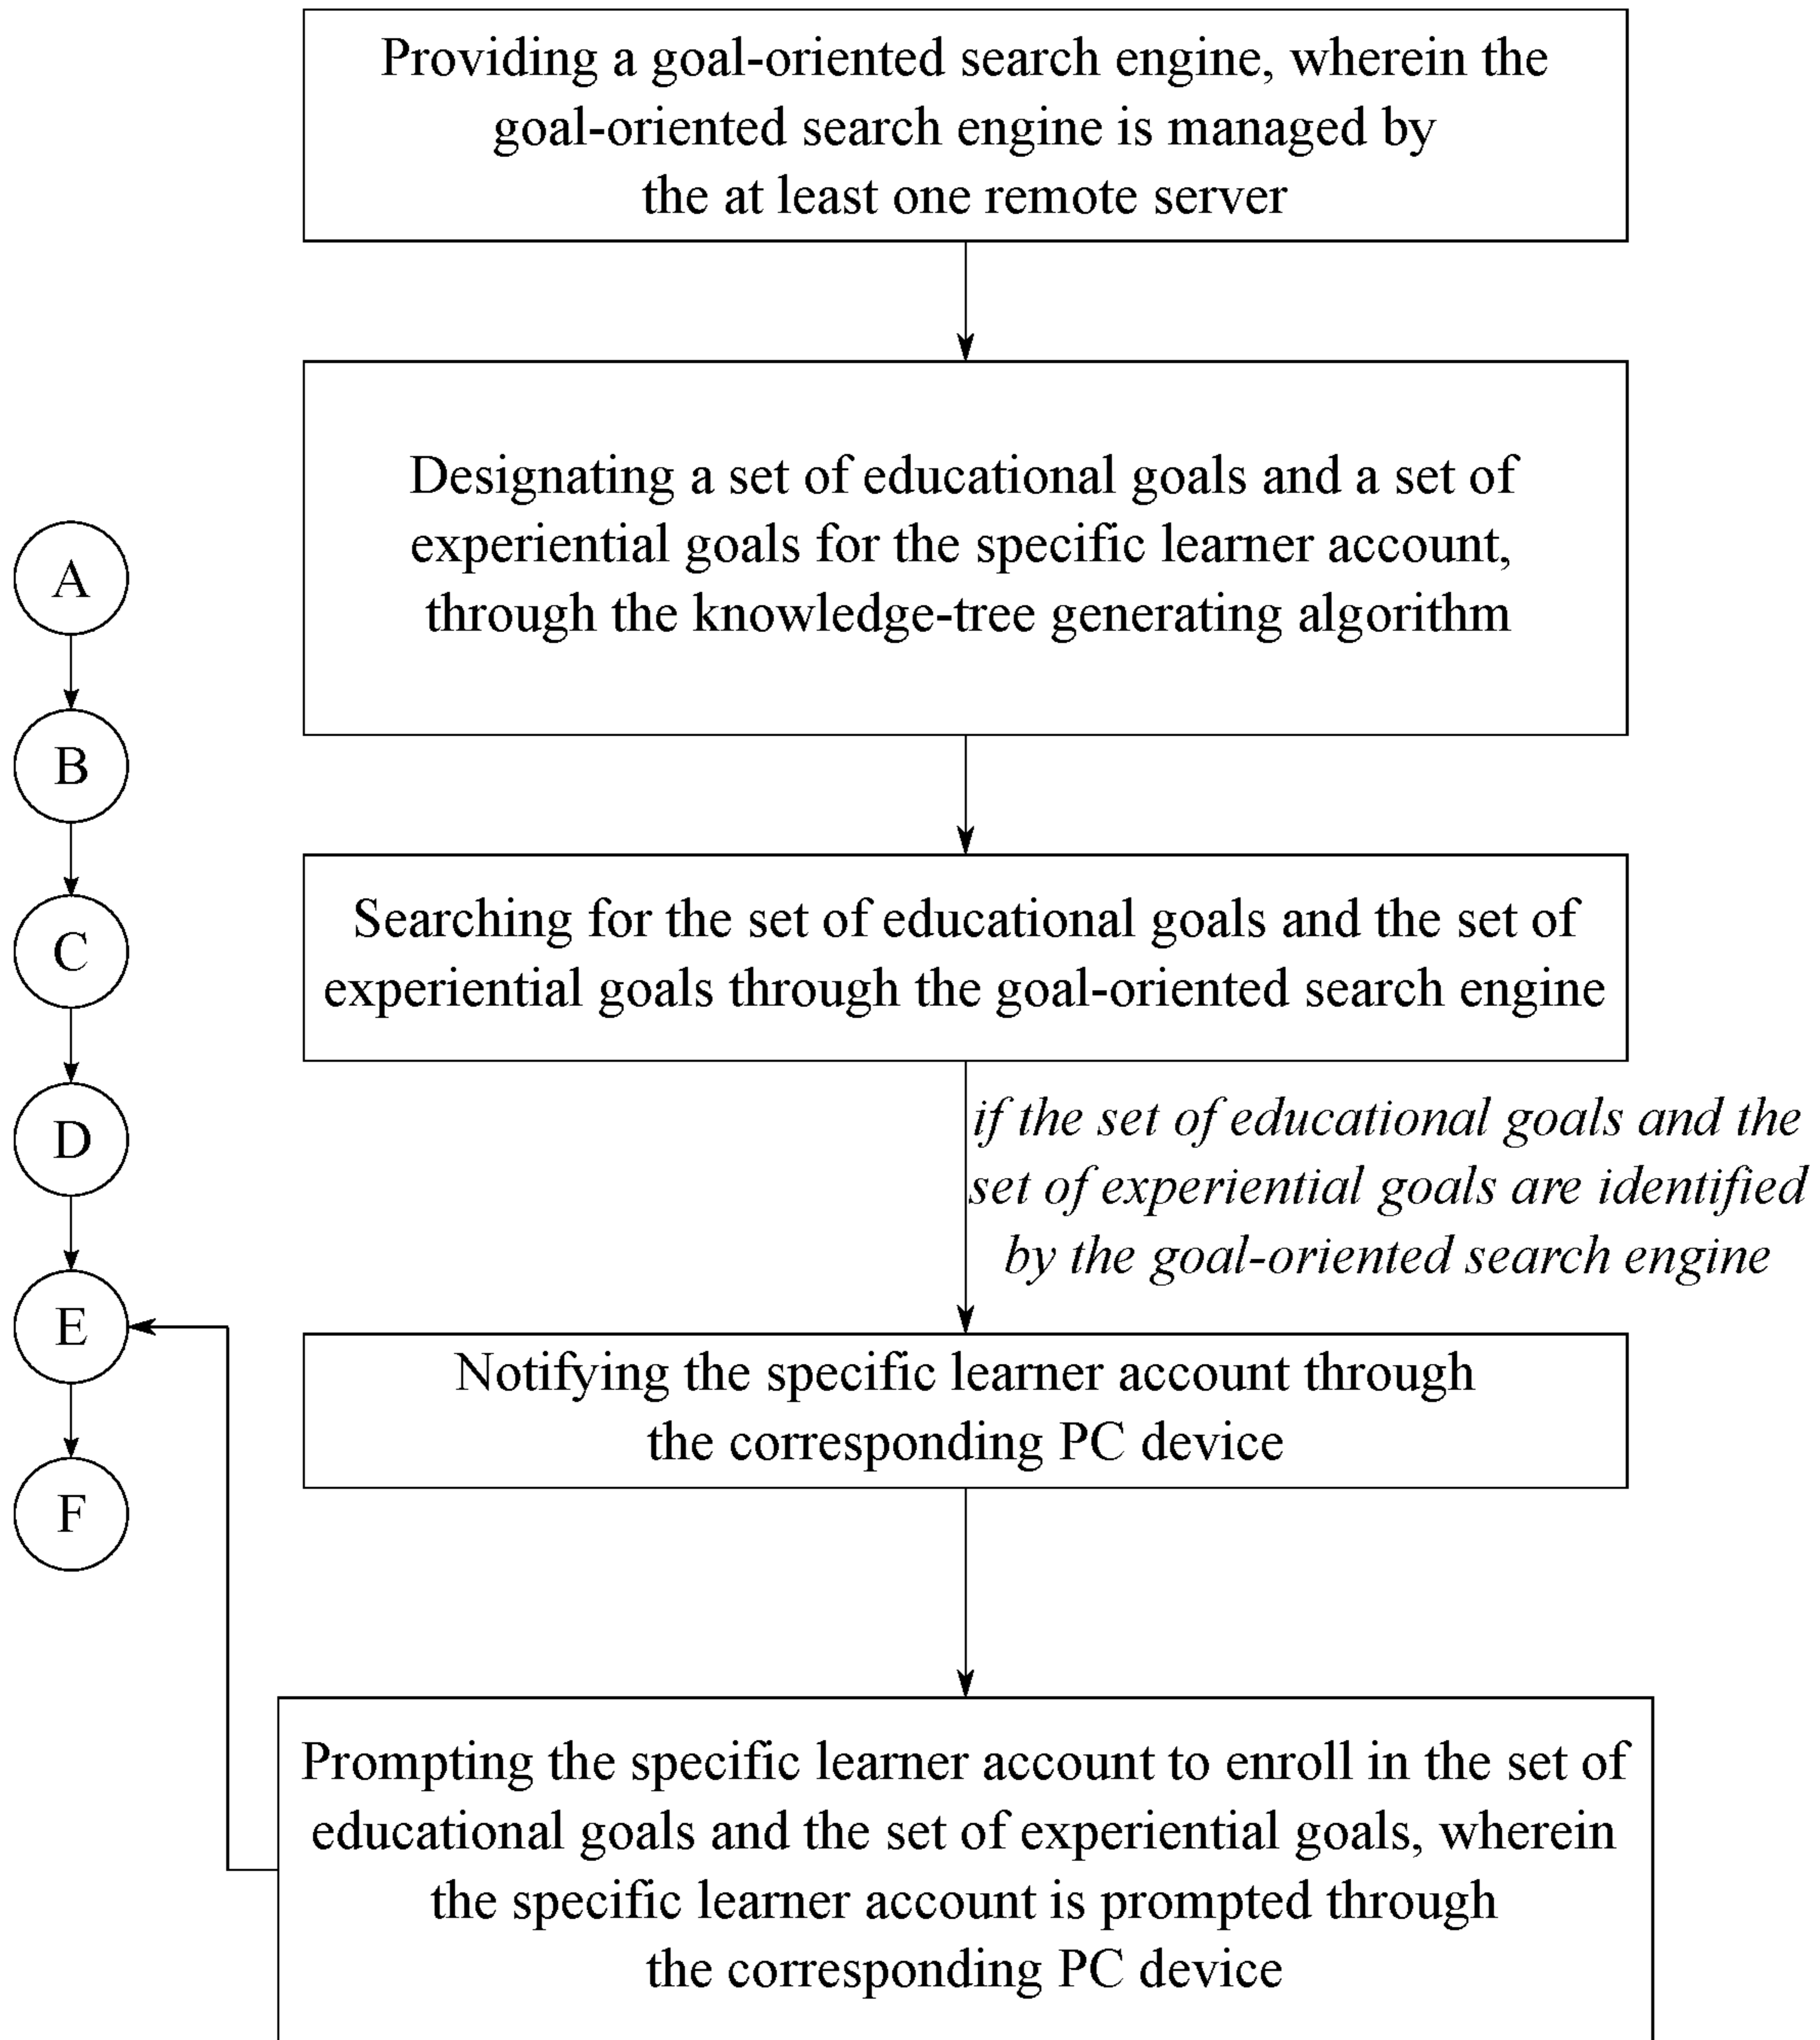 Providing a goal-oriented search engine, wherein the
goal-oriented search engine is managed by
the at least one remote server
Designating a set of educational goals and a set of
experiential goals for the specific learner account,
through the knowledge-tree generating algorithm
A
B
C
D
E
F
Searching for the set of educational goals and the set of
experiential goals through the goal-oriented search engine
if the set of educational goals and the
set of experiential goals are identified
by the goal-oriented search engine
Notifying the specific learner account through
the corresponding PC device
Prompting the specific learner account to enroll in the set of
educational goals and the set of experiential goals, wherein
the specific learner account is prompted through
the corresponding PC device